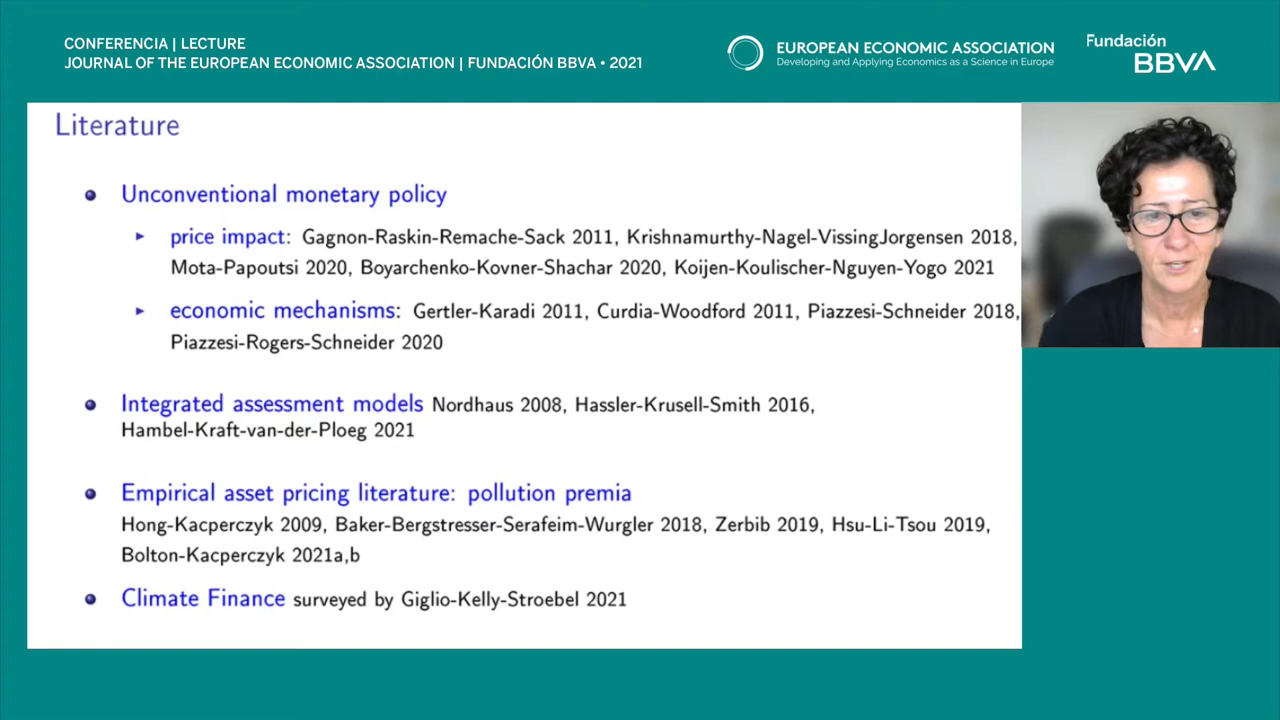 CONFERENCIA | LECTURE
JOURNAL OF THE EUROPEAN ECONOMIC ASSOCIATION | FUNDACIÓN BBVA • 2021
EUROPEAN ECONOMIC ASSOCIATION
Developing and Applying Economics as a Science in Europe
Fundación
BBVA
Literature
Unconventional monetary policy
price impact: Gagnon-Raskin-Remache-Sack 2011, Krishnamurthy-Nagel-VissingJorgensen 2018,
Mota-Papoutsi 2020, Boyarchenko-Kovner-Shachar 2020, Koijen-Koulischer-Nguyen-Yogo 2021
economic mechanisms: Gertler-Karadi 2011, Curdia-Woodford 2011, Piazzesi-Schneider 2018,
Piazzesi-Rogers-Schneider 2020
Integrated assessment models Nordhaus 2008, Hassler-Krusell-Smith 2016,
Hambel-Kraft-van-der-Ploeg 2021
Empirical asset pricing literature: pollution premia
Hong-Kacperczyk 2009, Baker-Bergstresser-Serafeim-Wurgler 2018, Zerbib 2019, Hsu-Li-Tsou 2019,
Bolton-Kacperczyk 2021a,b
Climate Finance surveyed by Giglio-Kelly-Stroebel 2021